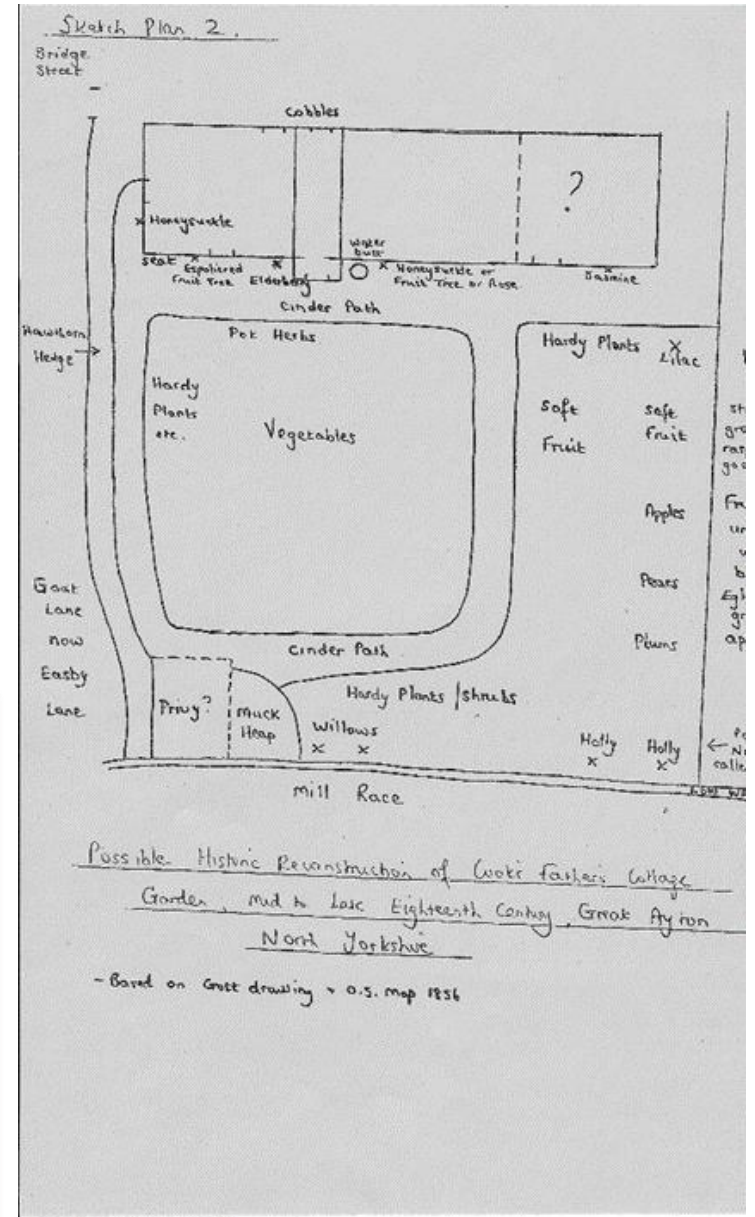 Sketch Plan 2.
Bridge
Street
Cobbles
?
Honeysuckle
Seat
Espaliered
Fruit Tree
Elderberry
Water
butt
Honeysuckle or
Fruit Tree or Rose
Jasmine
Cinder Path
Hawthorn
Hedge
Pot Herbs
Hardy
Plants
etc.
Vegetables
Hardy Plants
Lilac
Soft
Fruit
Soft
Fruit
Apples
Pears
Plums
Goat
Lane
now
Easby
Lane
Cinder Path
Hardy Plants / shrubs
Privy?
Muck
Heap
Willows
Holly
Holly
Mill Race
Possible Historic Reconstruction of Cook's Father's Cottage
Garden, mid to Late Eighteenth Century, Great Ayton
North Yorkshire
- Based on Gott drawing + O.S. map 1856